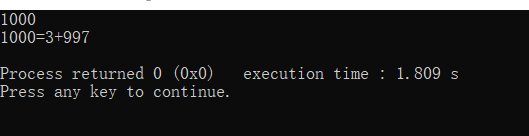 1000
1000=3+997
Process returned 0 (0x0)   execution time : 1.809 s
Press any key to continue.